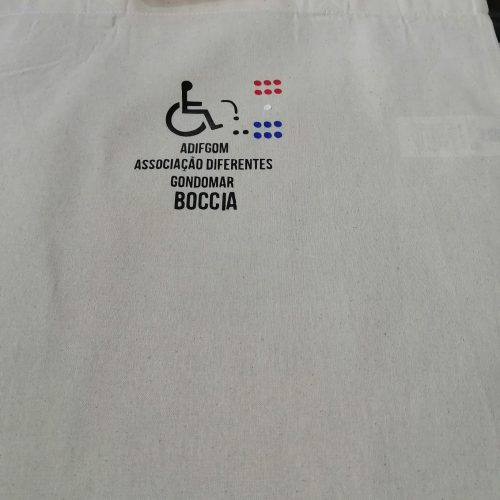 ADIFGOM
ASSOCIAÇÃO DIFERENTES
GONDOMAR
BOCCIA